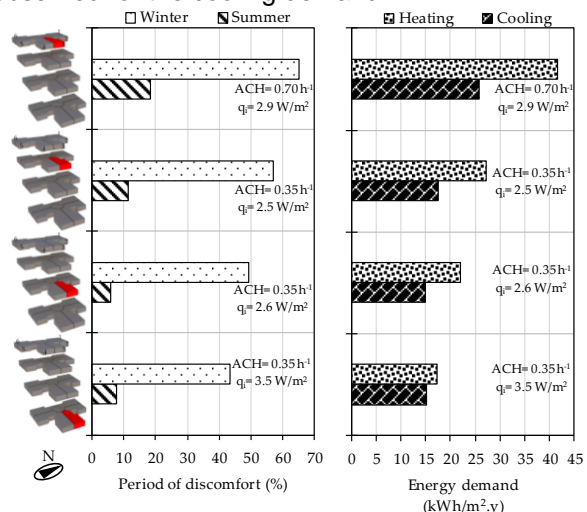 Winter Summer
Heating Cooling
ACH= 0.70 h-1
qi= 2.9 W/m²
ACH= 0.70 h-1
qi= 2.9 W/m²
ACH= 0.35 h-1
qi= 2.5 W/m²
ACH= 0.35 h-1
qi= 2.5 W/m²
ACH= 0.35 h-1
qi= 2.6 W/m²
ACH= 0.35 h-1
qi= 2.6 W/m²
ACH= 0.35 h-1
qi= 3.5 W/m²
ACH= 0.35 h-1
qi= 3.5 W/m²
N
0 10 20 30 40 50 60 70
0 5 10 15 20 25 30 35 40 45
Period of discomfort (%)
Energy demand
(kWh/m².y)